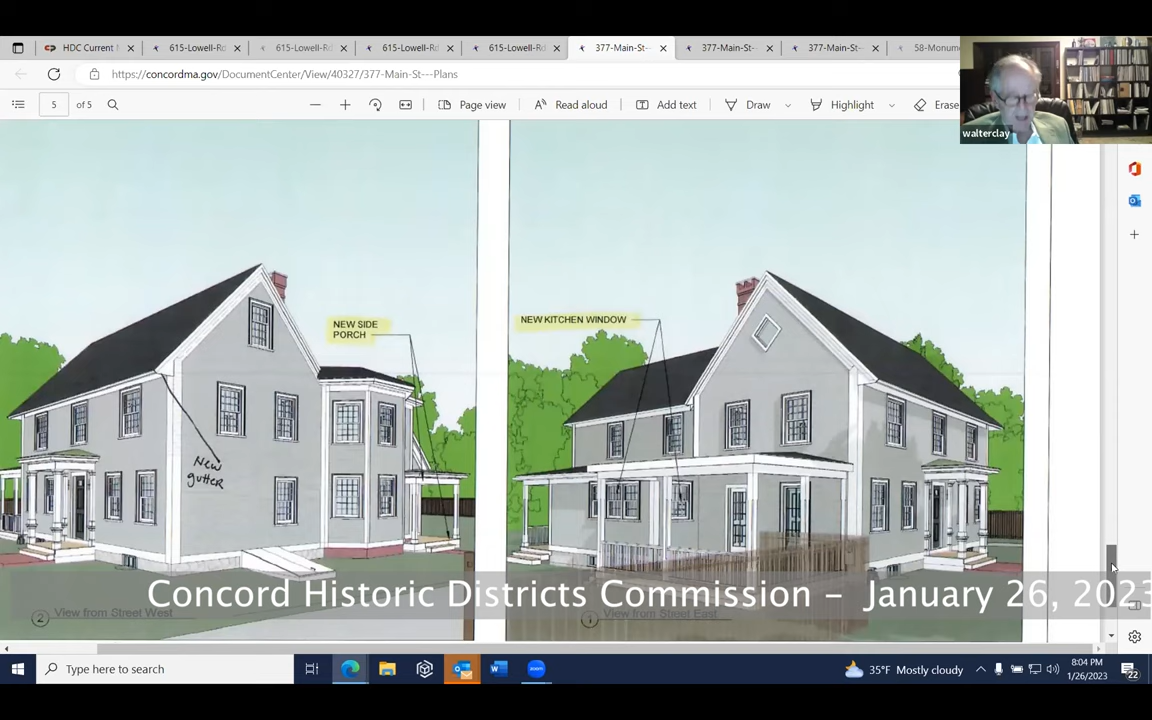 HDC Current
615-Lowell-Rd
615-Lowell-Rd
615-Lowell-Rd
615-Lowell-Rd
377-Main-St--
377-Main-St--
377-Main-St--
58-Monum
https://concordma.gov/DocumentCenter/View/40327/377-Main-St---Plans
5 of 5
Page view
Read aloud
Add text
Draw
Highlight
Erase
walterclay
NEW SIDE
PORCH
NEW KITCHEN WINDOW
New
gutter
Concord Historic Districts Commission - January 26, 2023
2 View from Street West
1 View from Street East
Type here to search
35°F Mostly cloudy
8:04 PM
1/26/2023
22